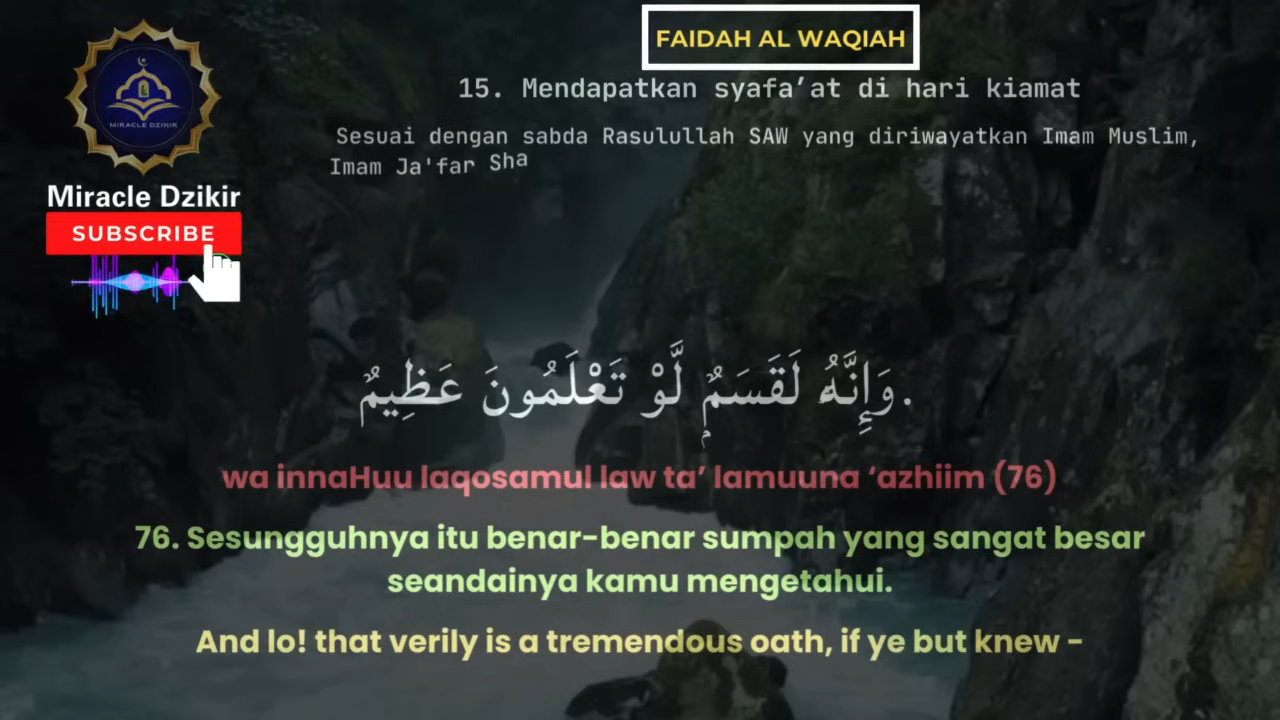 FAIDAH AL WAQIAH
15. Mendapatkan syafa’at di hari kiamat
Sesuai dengan sabda Rasulullah SAW yang diriwayatkan Imam Muslim,
Imam Ja'far Sha
MIRACLE DZIKIR
Miracle Dzikir
SUBSCRIBE
وَإِنَّهُۥ لَقَسَمٌۭ لَّوْ تَعْلَمُونَ عَظِيمٌ.
wa innaHuu laqosamul law ta’ lamuuna ‘azhiim (76)
76. Sesungguhnya itu benar-benar sumpah yang sangat besar
seandainya kamu mengetahui.
And lo! that verily is a tremendous oath, if ye but knew -